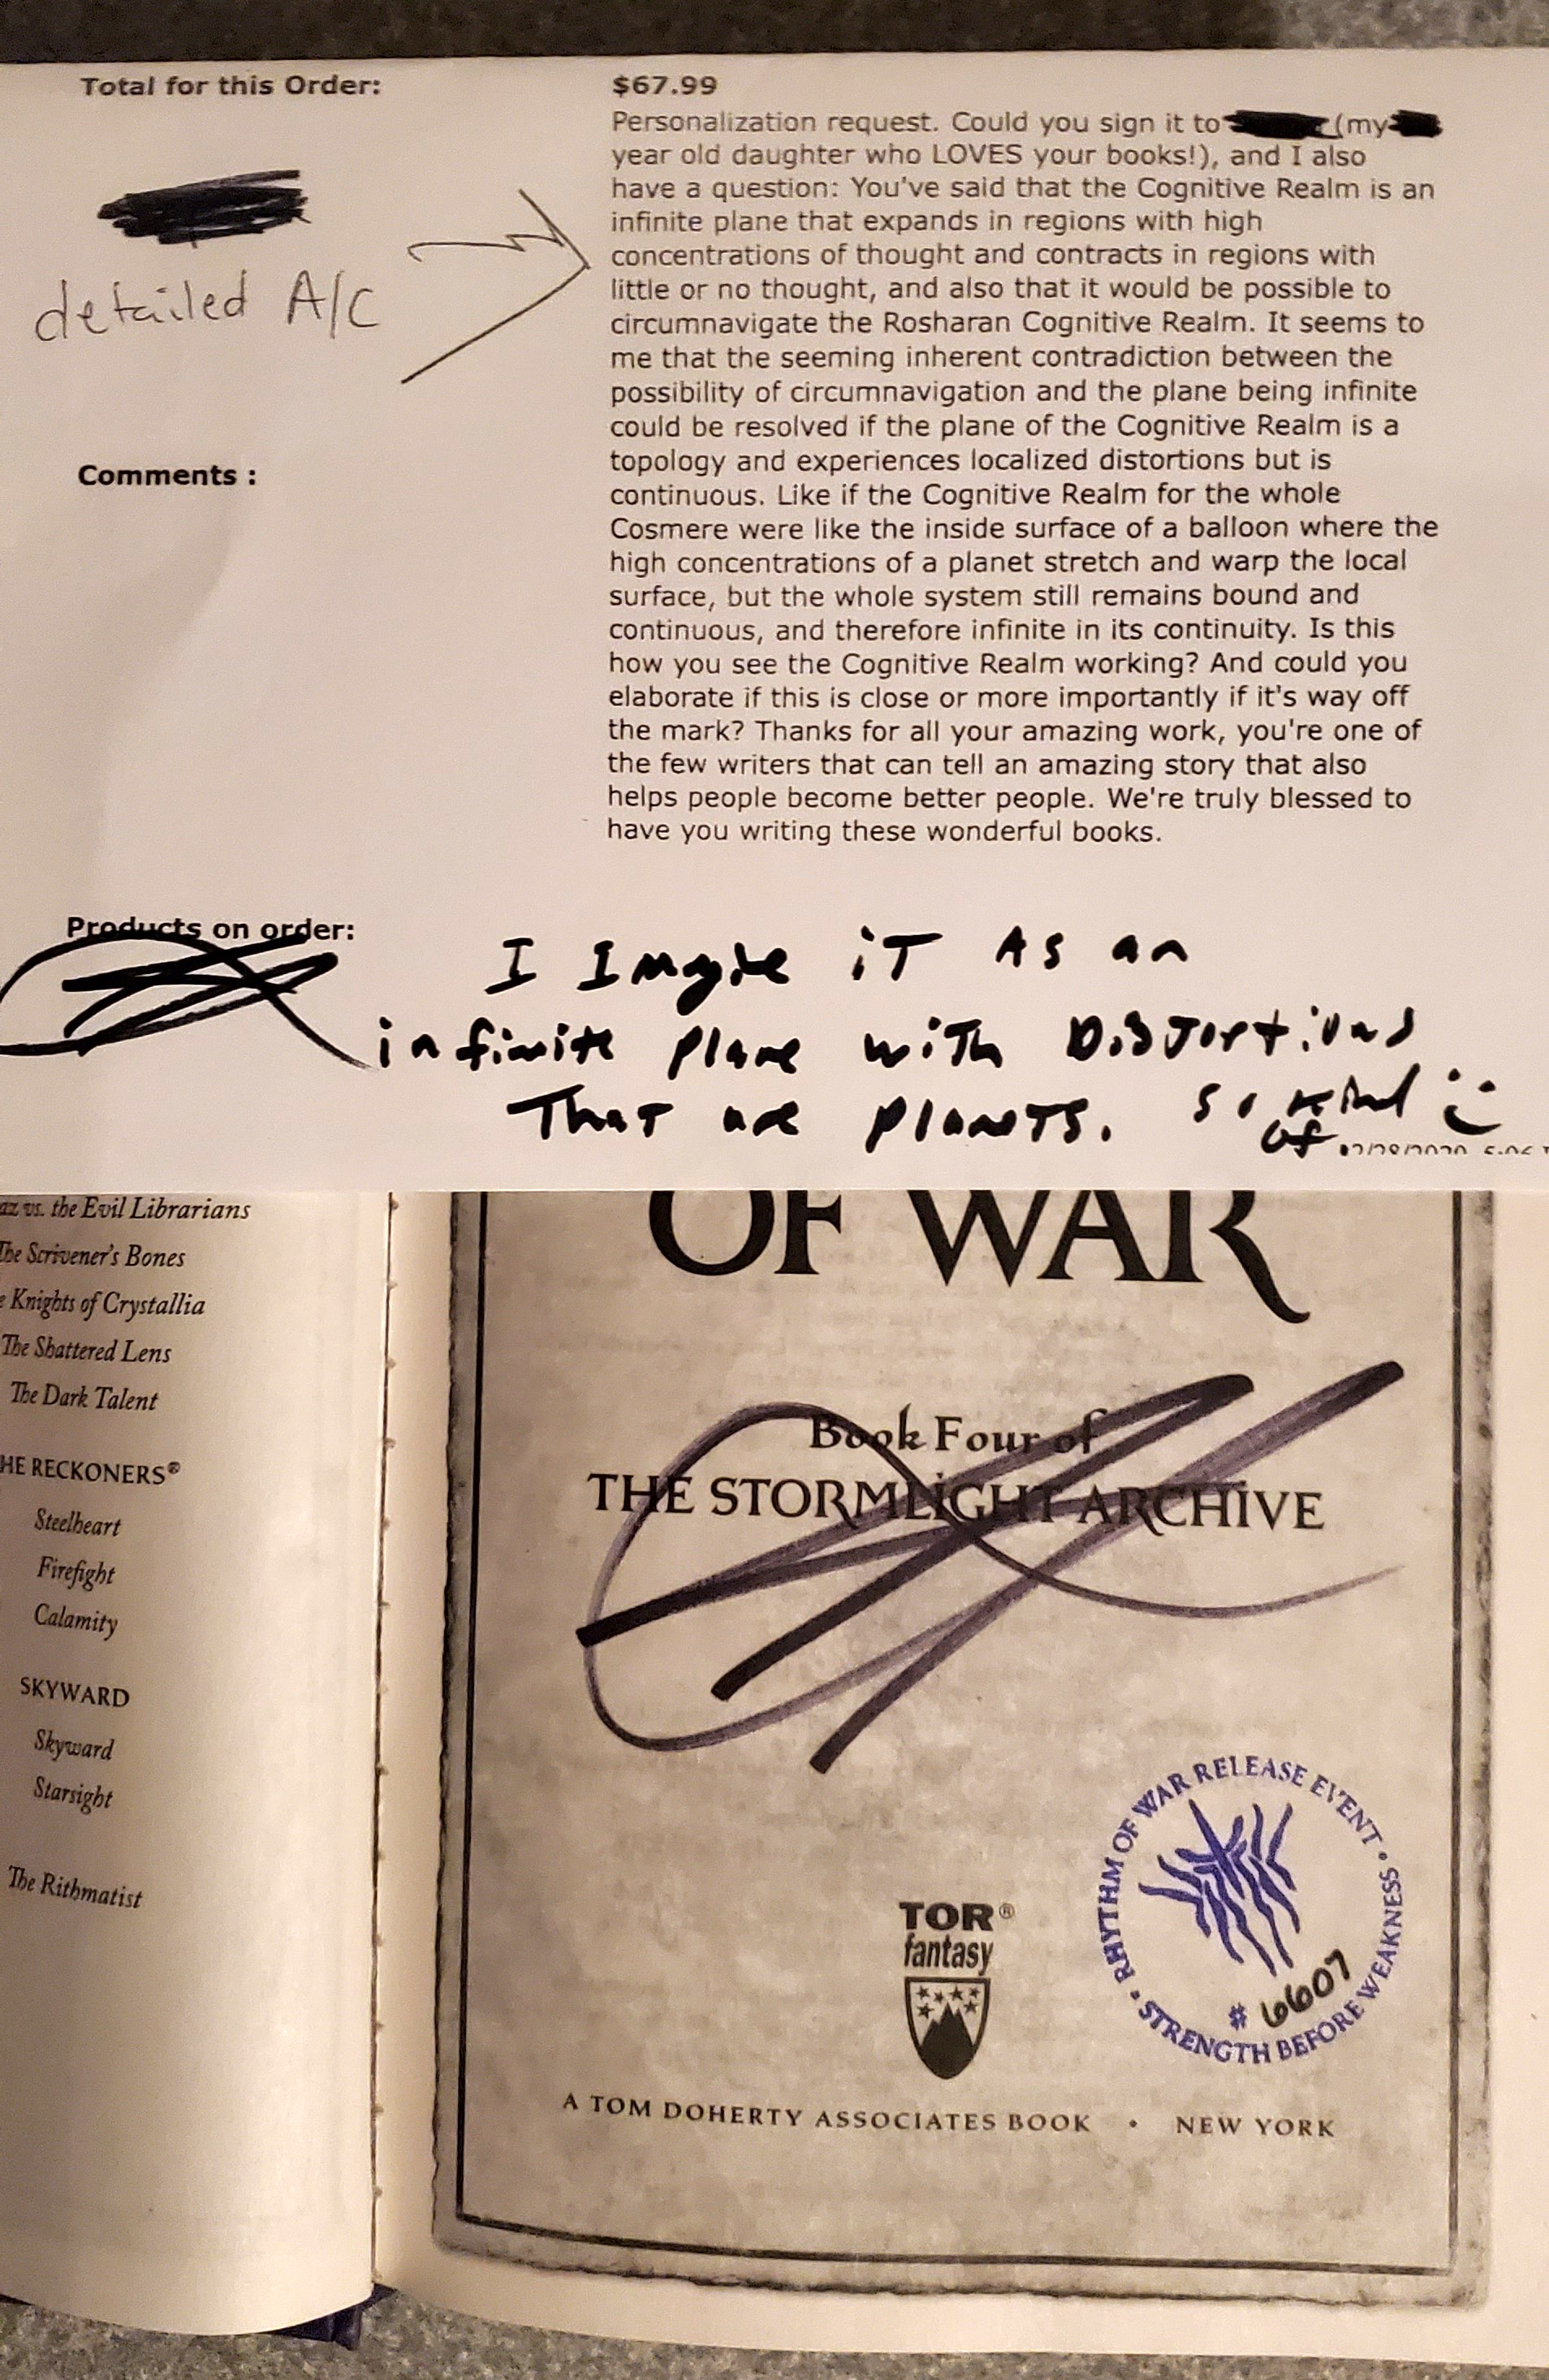 Total for this Order:
$67.99
Personalization request. Could you sign it to (my
year old daughter who LOVES your books!), and I also
have a question: You've said that the Cognitive Realm is an
infinite plane that expands in regions with high
concentrations of thought and contracts in regions with
little or no thought, and also that it would be possible to
circumnavigate the Rosharan Cognitive Realm. It seems to
me that the seeming inherent contradiction between the
possibility of circumnavigation and the plane being infinite
could be resolved if the plane of the Cognitive Realm is a
topology and experiences localized distortions but is
continuous. Like if the Cognitive Realm for the whole
Cosmere were like the inside surface of a balloon where the
high concentrations of a planet stretch and warp the local
surface, but the whole system still remains bound and
continuous, and therefore infinite in its continuity. Is this
how you see the Cognitive Realm working? And could you
elaborate if this is close or more importantly if it's way off
the mark? Thanks for all your amazing work, you're one of
the few writers that can tell an amazing story that also
helps people become better people. We're truly blessed to
have you writing these wonderful books.
detailed A/C
Comments :
Products on order:
I Imagine iT As an
infinite plane with Distortions
That are planets. So kind
of
vs. the Evil Librarians
The Scrivener's Bones
Knights of Crystallia
The Shattered Lens
The Dark Talent
HE RECKONERS®
Steelheart
Firefight
Calamity
SKYWARD
Skyward
Starsight
The Rithmatist
OF WAR
Book Four of
THE STORMLIGHT ARCHIVE
RHYTHM OF WAR RELEASE EVENT •
STRENGTH BEFORE WEAKNESS •
# 6607
TOR®
fantasy
A TOM DOHERTY ASSOCIATES BOOK • NEW YORK